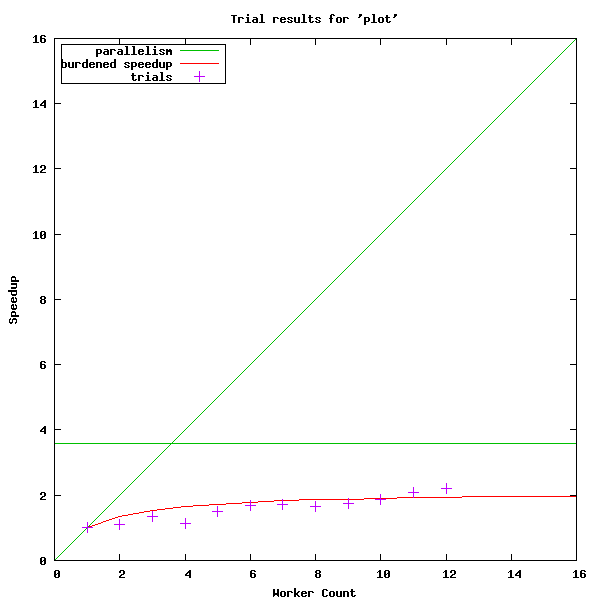 Trial results for 'plot'
parallelism
burdened speedup
trials
16
14
12
10
8
6
4
2
0
Speedup
0 2 4 6 8 10 12 14 16
Worker Count